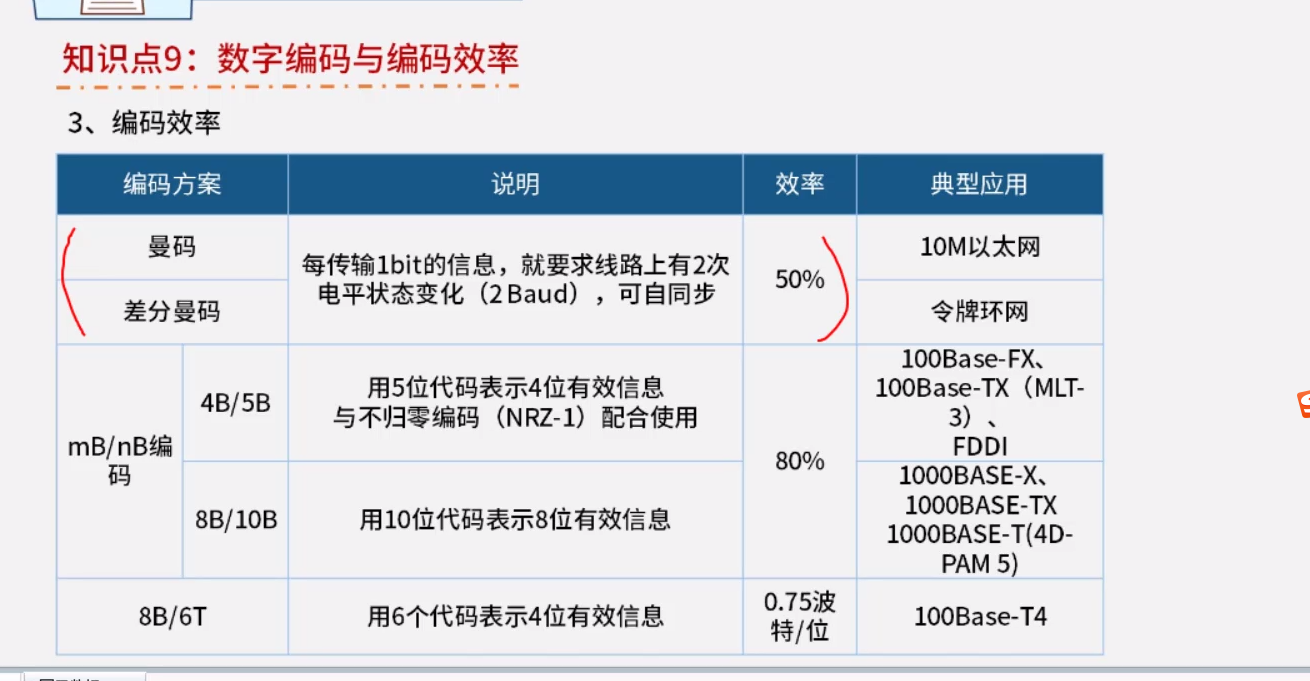 知识点9：数字编码与编码效率
3、编码效率
编码方案
说明
效率
典型应用
曼码
每传输1bit的信息，就要求线路上有2次
电平状态变化（2 Baud），可自同步
50%
10M以太网
差分曼码
令牌环网
mB/nB编
码
4B/5B
用5位代码表示4位有效信息
与不归零编码（NRZ-1）配合使用
80%
100Base-FX、
100Base-TX（MLT-
3）、
FDDI
8B/10B
用10位代码表示8位有效信息
1000BASE-X、
1000BASE-TX
1000BASE-T(4D-
PAM 5)
8B/6T
用6个代码表示4位有效信息
0.75波
特/位
100Base-T4